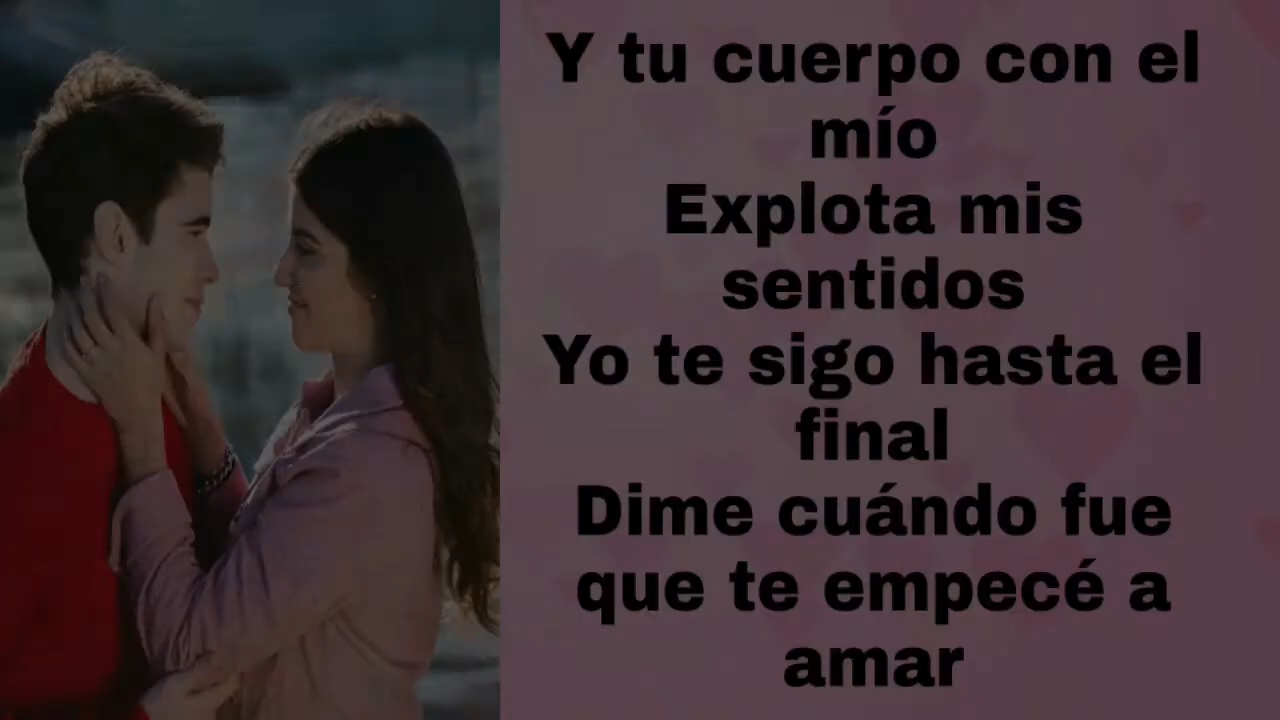 Y tu cuerpo con el
mío
Explota mis
sentidos
Yo te sigo hasta el
final
Dime cuándo fue
que te empecé a
amar